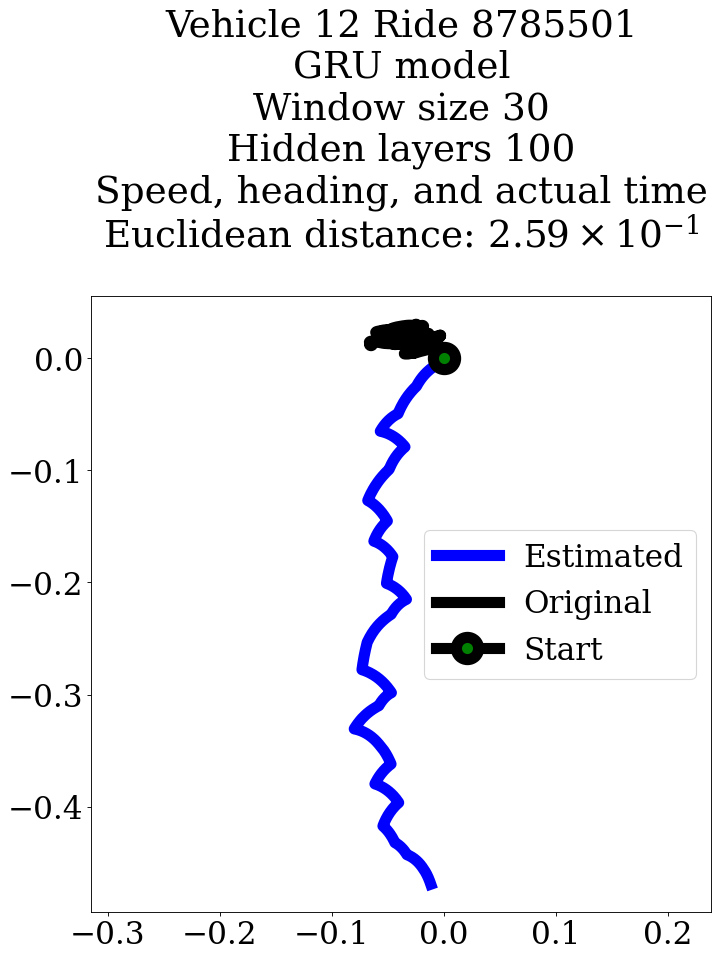 Vehicle 12 Ride 8785501
GRU model
Window size 30
Hidden layers 100
Speed, heading, and actual time
Euclidean distance: 2.59 × 10⁻¹
0.0
−0.1
−0.2
−0.3
−0.4
Estimated
Original
Start
−0.3 −0.2 −0.1 0.0 0.1 0.2